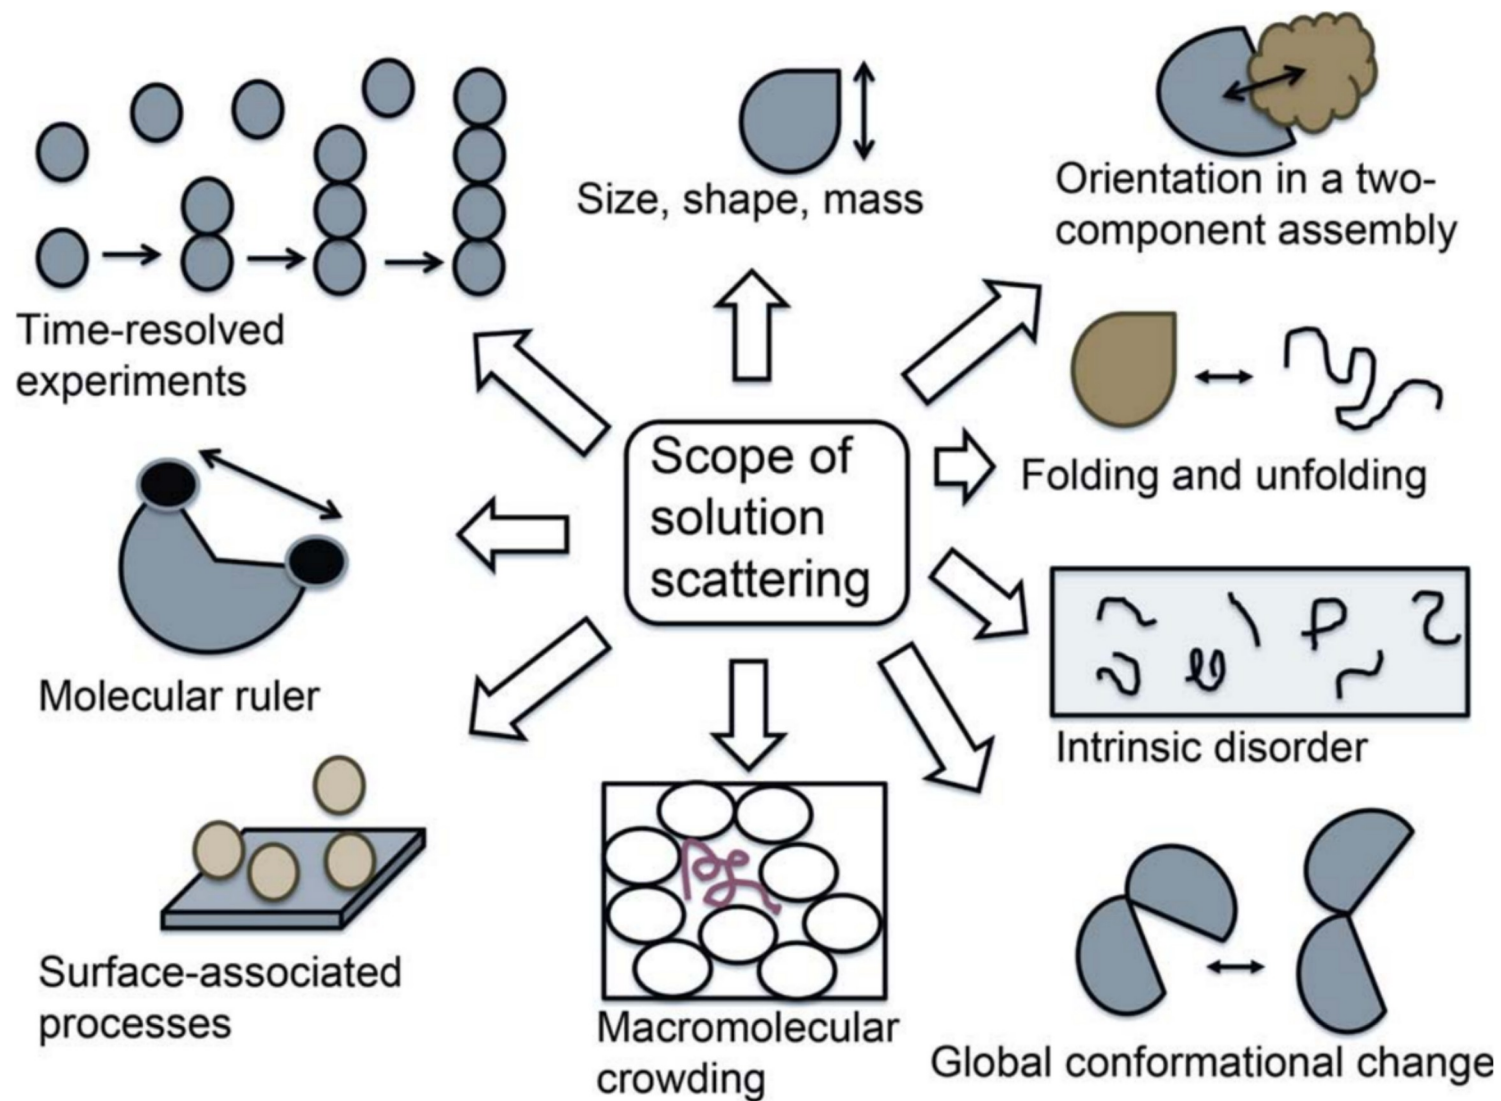 Size, shape, mass
Orientation in a two-
component assembly
Time-resolved
experiments
Scope of
solution
scattering
Folding and unfolding
Molecular ruler
Intrinsic disorder
Surface-associated
processes
Macromolecular
crowding
Global conformational change